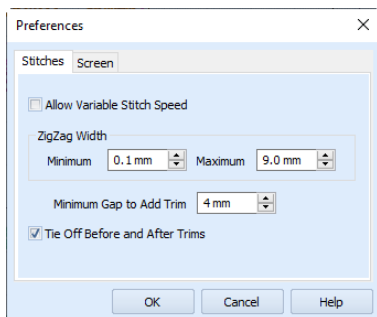 Preferences
Stitches Screen
Allow Variable Stitch Speed
ZigZag Width
Minimum 0.1 mm Maximum 9.0 mm
Minimum Gap to Add Trim 4 mm
Tie Off Before and After Trims
OK Cancel Help